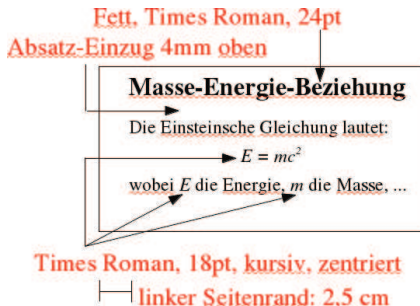 Fett, Times Roman, 24pt
Absatz-Einzug 4mm oben
Masse-Energie-Beziehung
Die Einsteinsche Gleichung lautet:
E = mc²
wobei E die Energie, m die Masse, ...
Times Roman, 18pt, kursiv, zentriert
linker Seitenrand: 2,5 cm